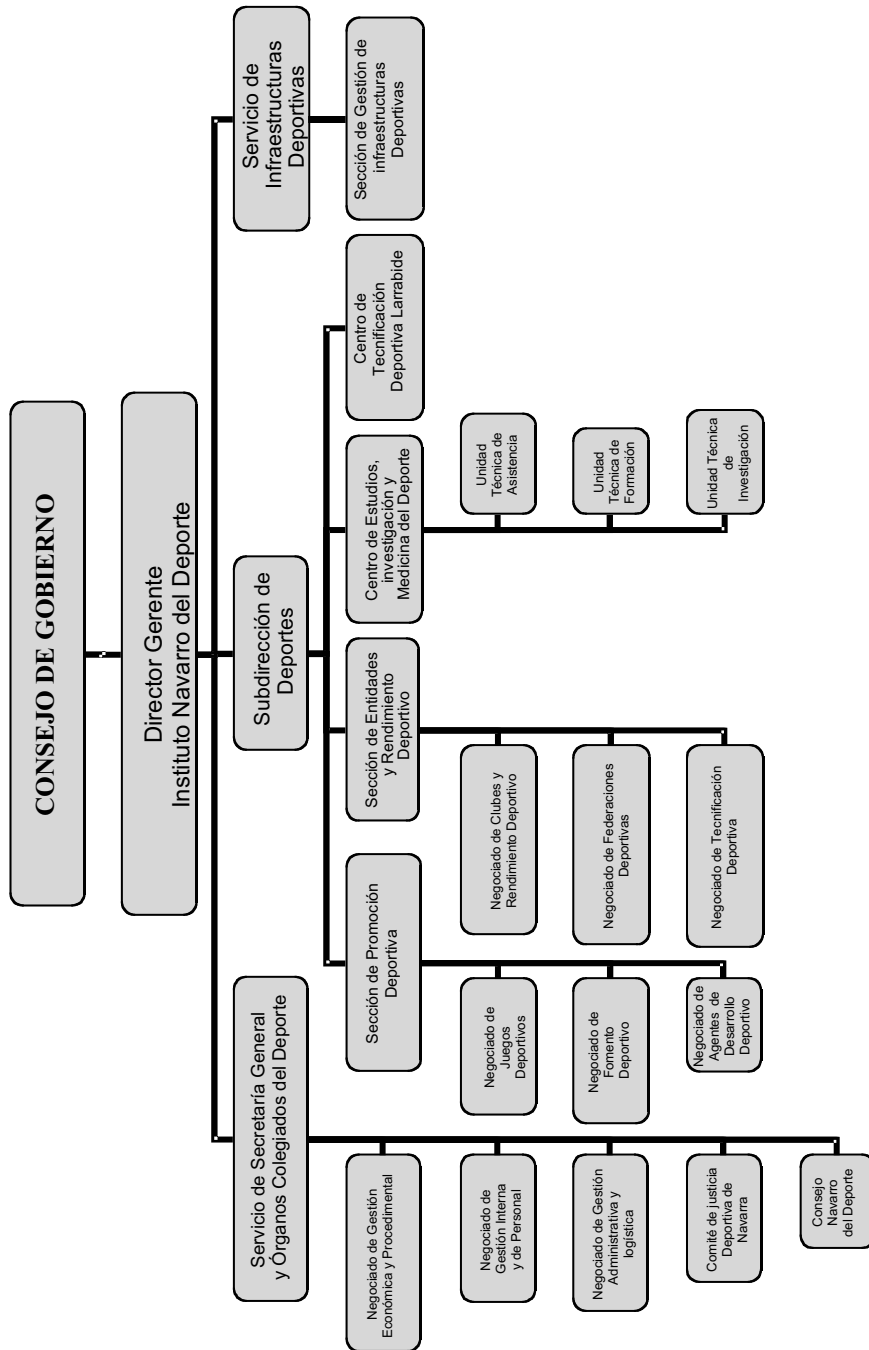 CONSEJO DE GOBIERNO
Director Gerente
Instituto Navarro del Deporte
Servicio de Secretaría General
y Órganos Colegiados del Deporte
Subdirección de
Deportes
Servicio de
Infraestructuras
Deportivas
Negociado de Gestión
Económica y Procedimental
Sección de Promoción
Deportiva
Sección de Entidades
y Rendimiento
Deportivo
Centro de Estudios,
investigación y
Medicina del Deporte
Centro de
Tecnificación
Deportiva Larrabide
Sección de Gestión de
infraestructuras
Deportivas
Negociado de
Gestión Interna
y de Personal
Negociado de
Juegos
Deportivos
Negociado de Clubes y
Rendimiento Deportivo
Unidad
Técnica de
Asistencia
Negociado de Gestión
Administrativa y
logística
Negociado de
Fomento
Deportivo
Negociado de Federaciones
Deportivas
Unidad
Técnica de
Formación
Comité de justicia
Deportiva de
Navarra
Negociado de
Agentes de
Desarrollo
Deportivo
Negociado de Tecnificación
Deportiva
Unidad Técnica
de
Investigación
Consejo
Navarro
del Deporte